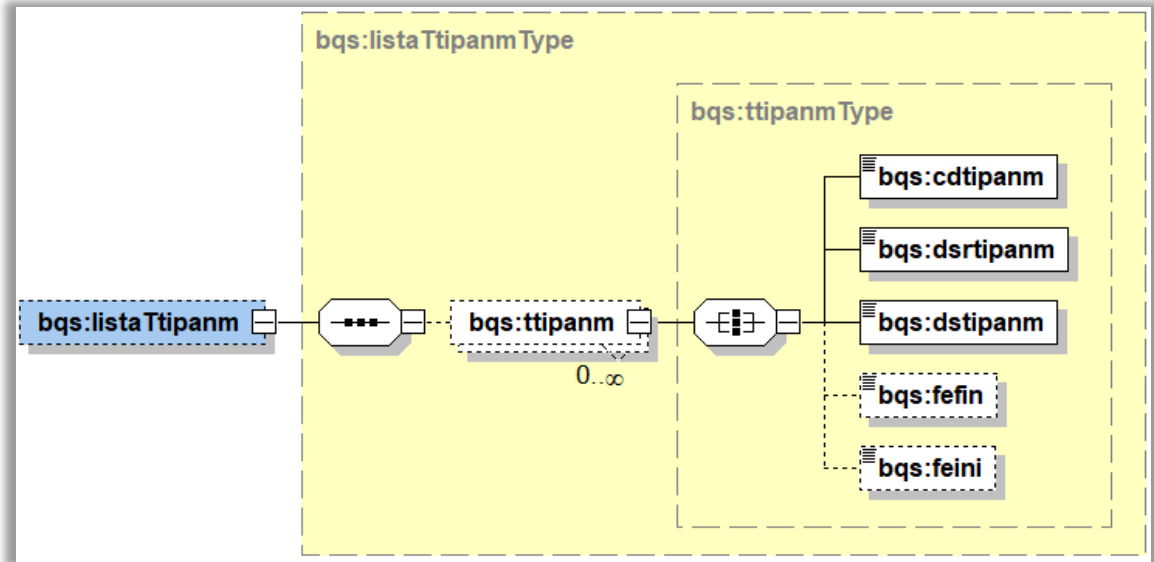 bqs:listaTtipanmType
bqs:ttipanmType
bqs:cdtipanm
bqs:dsrtipanm
bqs:listaTtipanm
bqs:ttipanm
bqs:dstipanm
0..∞
bqs:fefin
bqs:feini